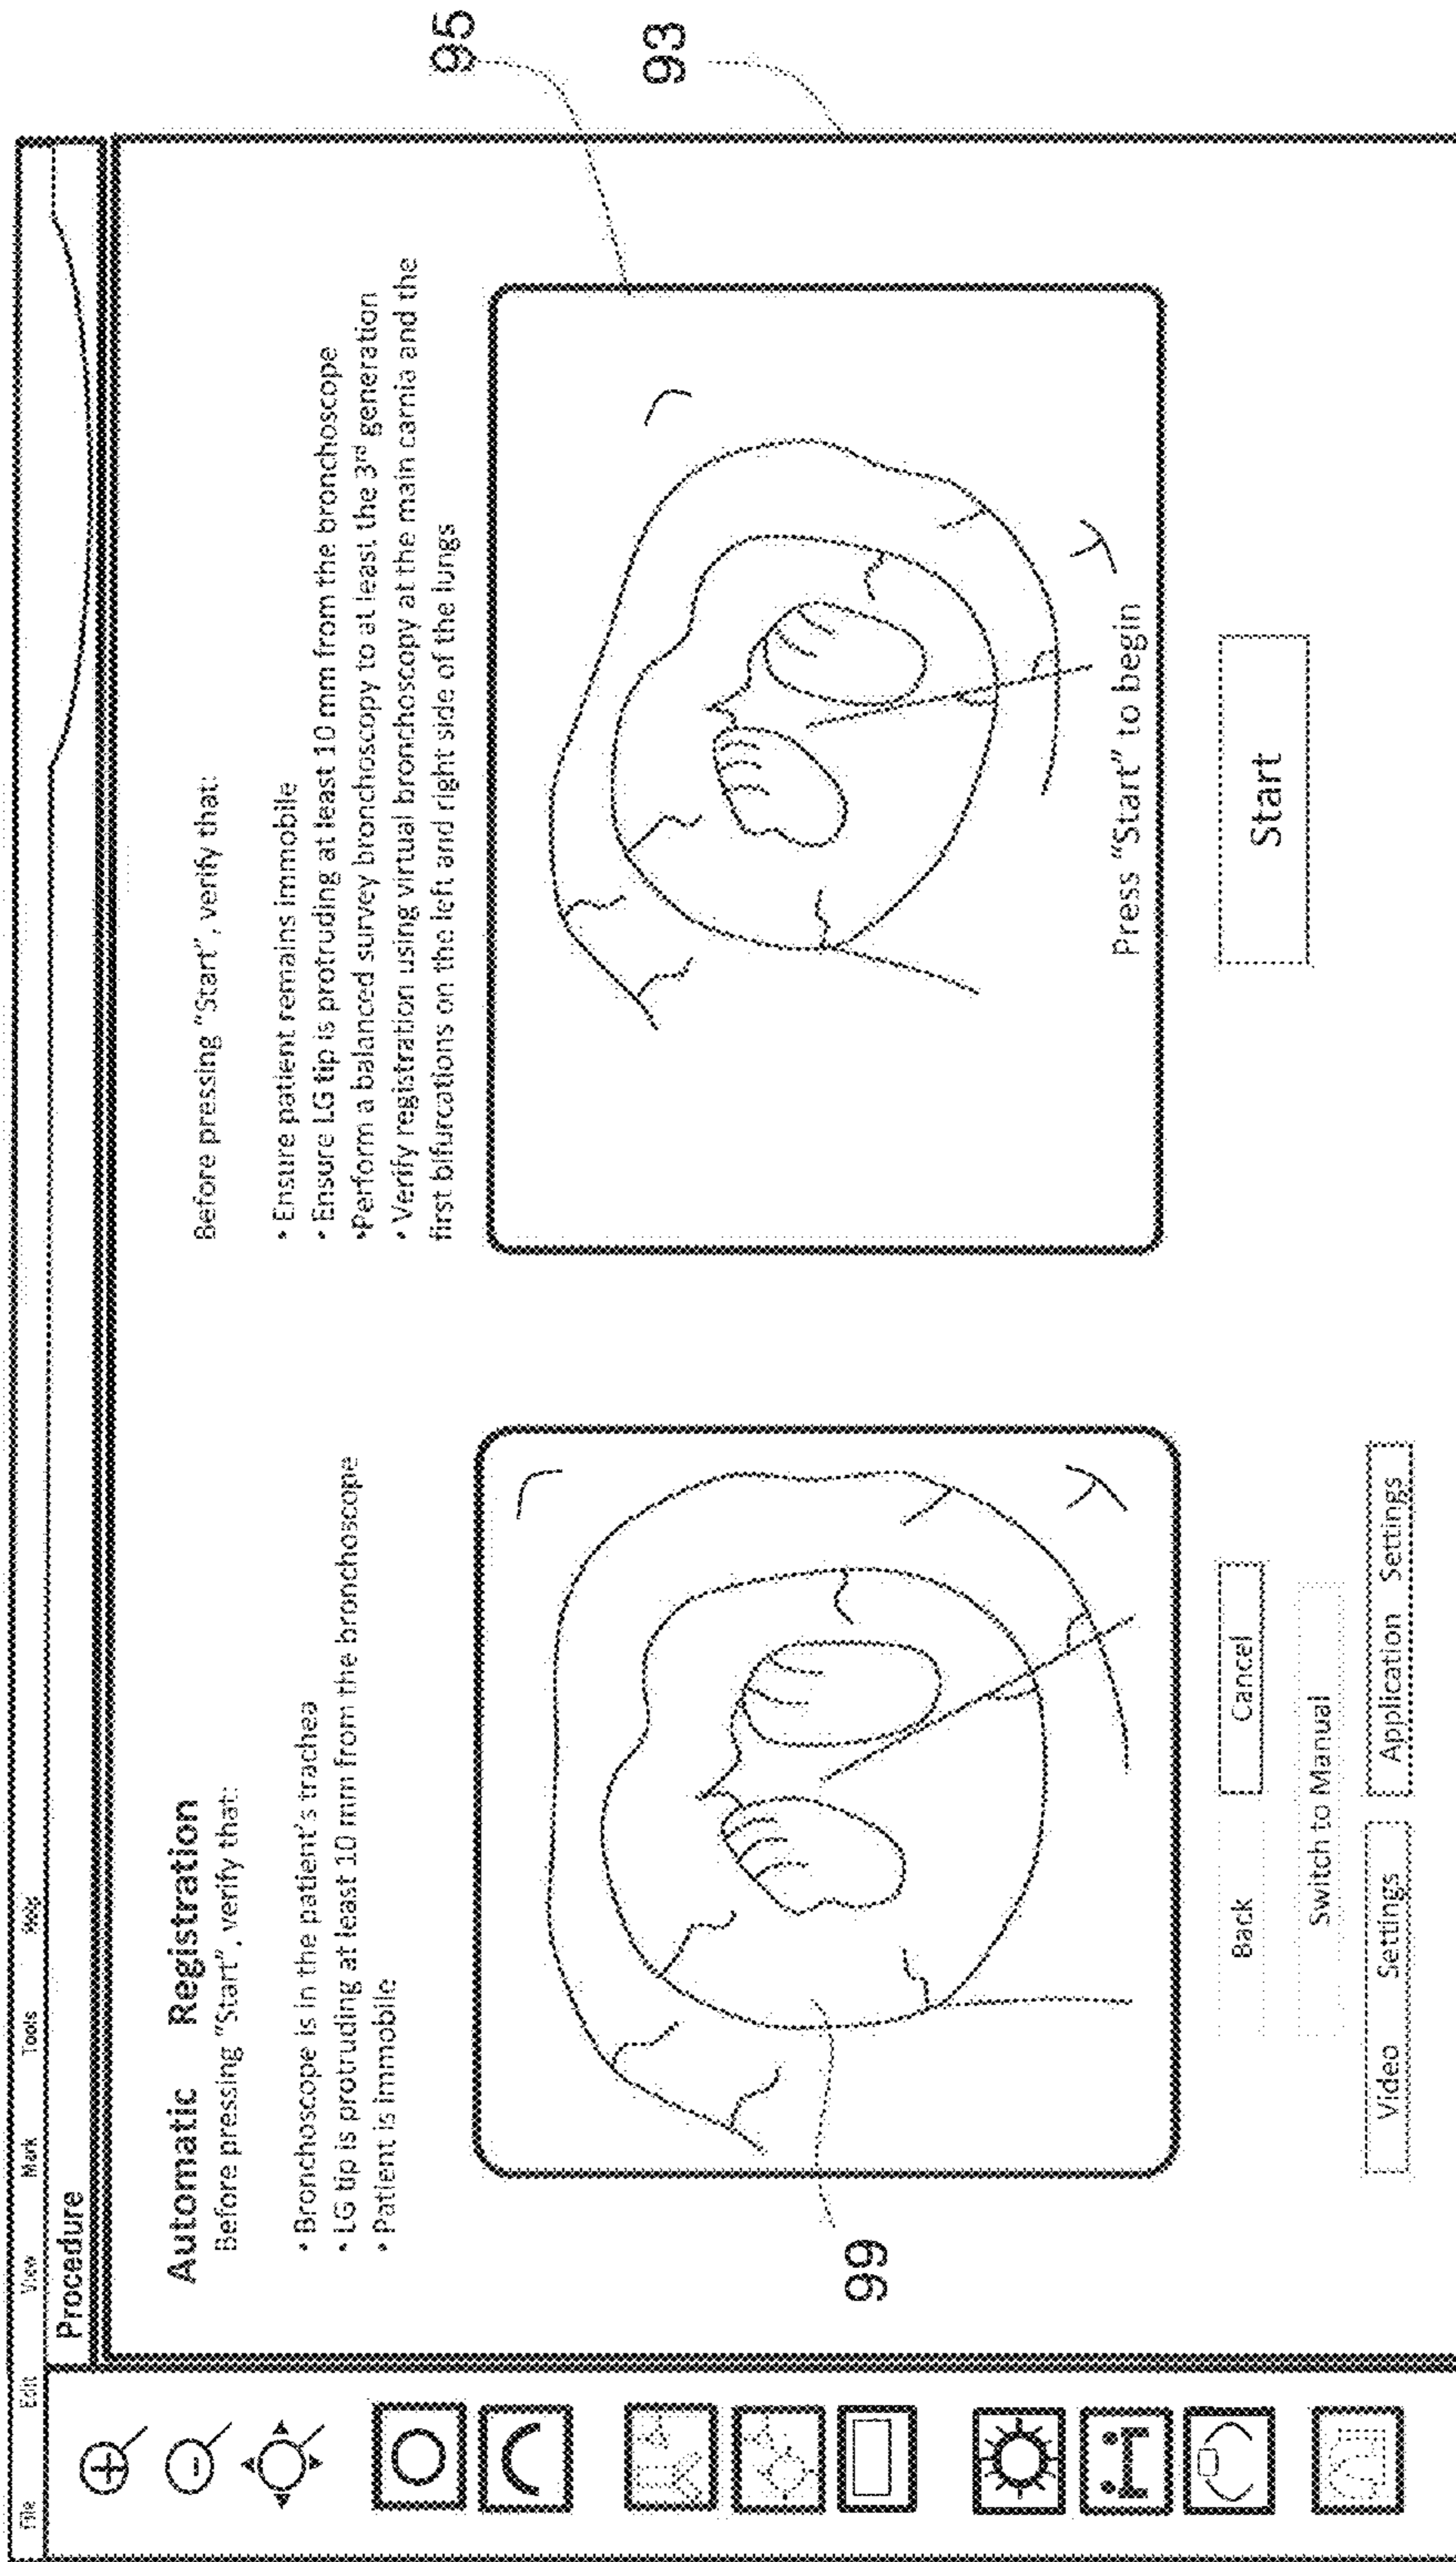 File Edit View Mark Tools Help
Procedure
Automatic Registration
Before pressing “Start”, verify that:
• Bronchoscope is in the patient’s trachea
• LG tip is protruding at least 10 mm from the bronchoscope
• Patient is immobile
99
Back Cancel
Switch to Manual
Video Settings Application Settings
Before pressing “Start”, verify that:
• Ensure patient remains immobile
• Ensure LG tip is protruding at least 10 mm from the bronchoscope
•Perform a balanced survey bronchoscopy to at least the 3rd generation
• Verify registration using virtual bronchoscopy at the main carnia and the
first bifurcations on the left and right side of the lungs
Press “Start” to begin
Start
95
93